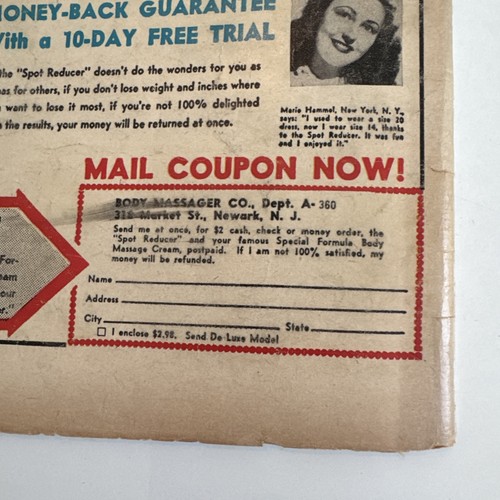 MONEY-BACK GUARANTEE
With a 10-DAY FREE TRIAL
the "Spot Reducer" doesn't do the wonders for you as
has for others, if you don't lose weight and inches where
want to lose it most, if you're not 100% delighted
the results, your money will be returned at once.
Marie Hammel, New York, N. Y.,
says: "I used to wear a size 20
dress, now I wear size 14, thanks
to the Spot Reducer. It was fun
and I enjoyed it."
MAIL COUPON NOW!
BODY MASSAGER CO., Dept. A-360
318 Market St., Newark, N. J.
Send me at once, for $2 cash, check or money order, the
"Spot Reducer" and your famous Special Formula Body
Massage Cream, postpaid. If I am not 100% satisfied, my
money will be refunded.
Name
Address
City State
I enclose $2.98. Send De Luxe Model
For-
eam
our
er."